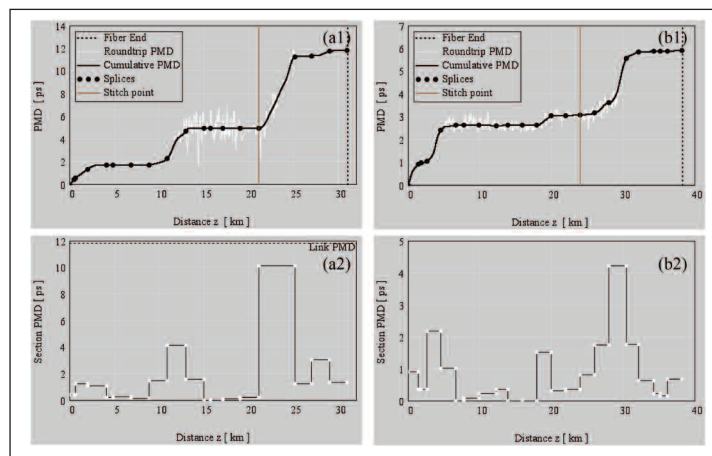 14
12
10
8
6
4
2
0
PMD [ ps ]
Fiber End
Roundtrip PMD
Cumulative PMD
Splices
Stitch point
(a1)
0 5 10 15 20 25 30
Distance z [ km ]
7
6
5
4
3
2
1
0
PMD [ ps ]
Fiber End
Roundtrip PMD
Cumulative PMD
Splices
Stitch point
(b1)
0 10 20 30 40
Distance z [ km ]
12
10
8
6
4
2
0
Section PMD [ ps ]
Link PMD
(a2)
0 5 10 15 20 25 30
Distance z [ km ]
5
4
3
2
1
0
Section PMD [ ps ]
(b2)
0 10 20 30 40
Distance z [ km ]